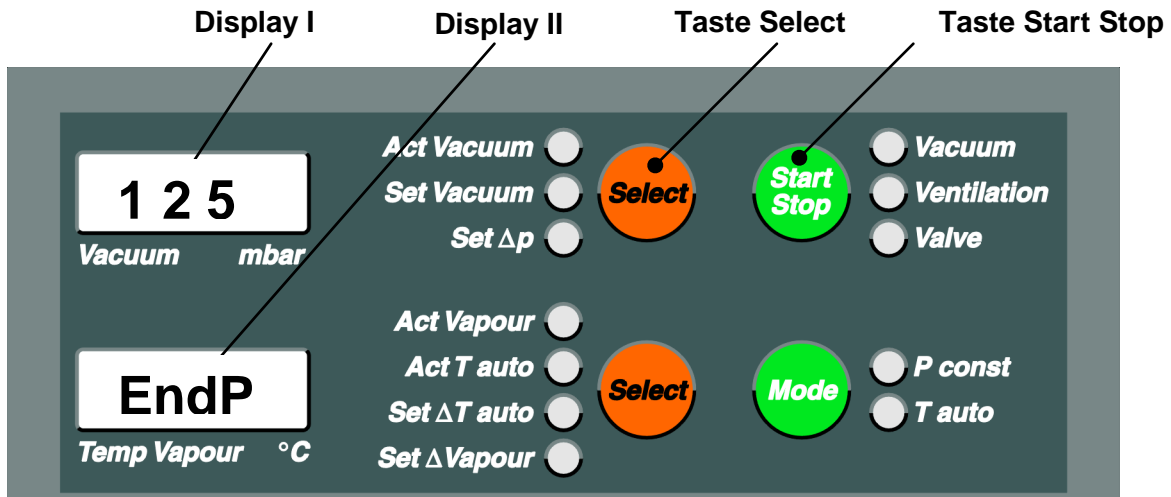 Display I
Display II
Taste Select
Taste Start Stop
1 2 5
Vacuum mbar
Act Vacuum
Set Vacuum
Set Δp
Select
Start
Stop
Vacuum
Ventilation
Valve
EndP
Temp Vapour °C
Act Vapour
Act T auto
Set ΔT auto
Set ΔVapour
Select
Mode
P const
T auto